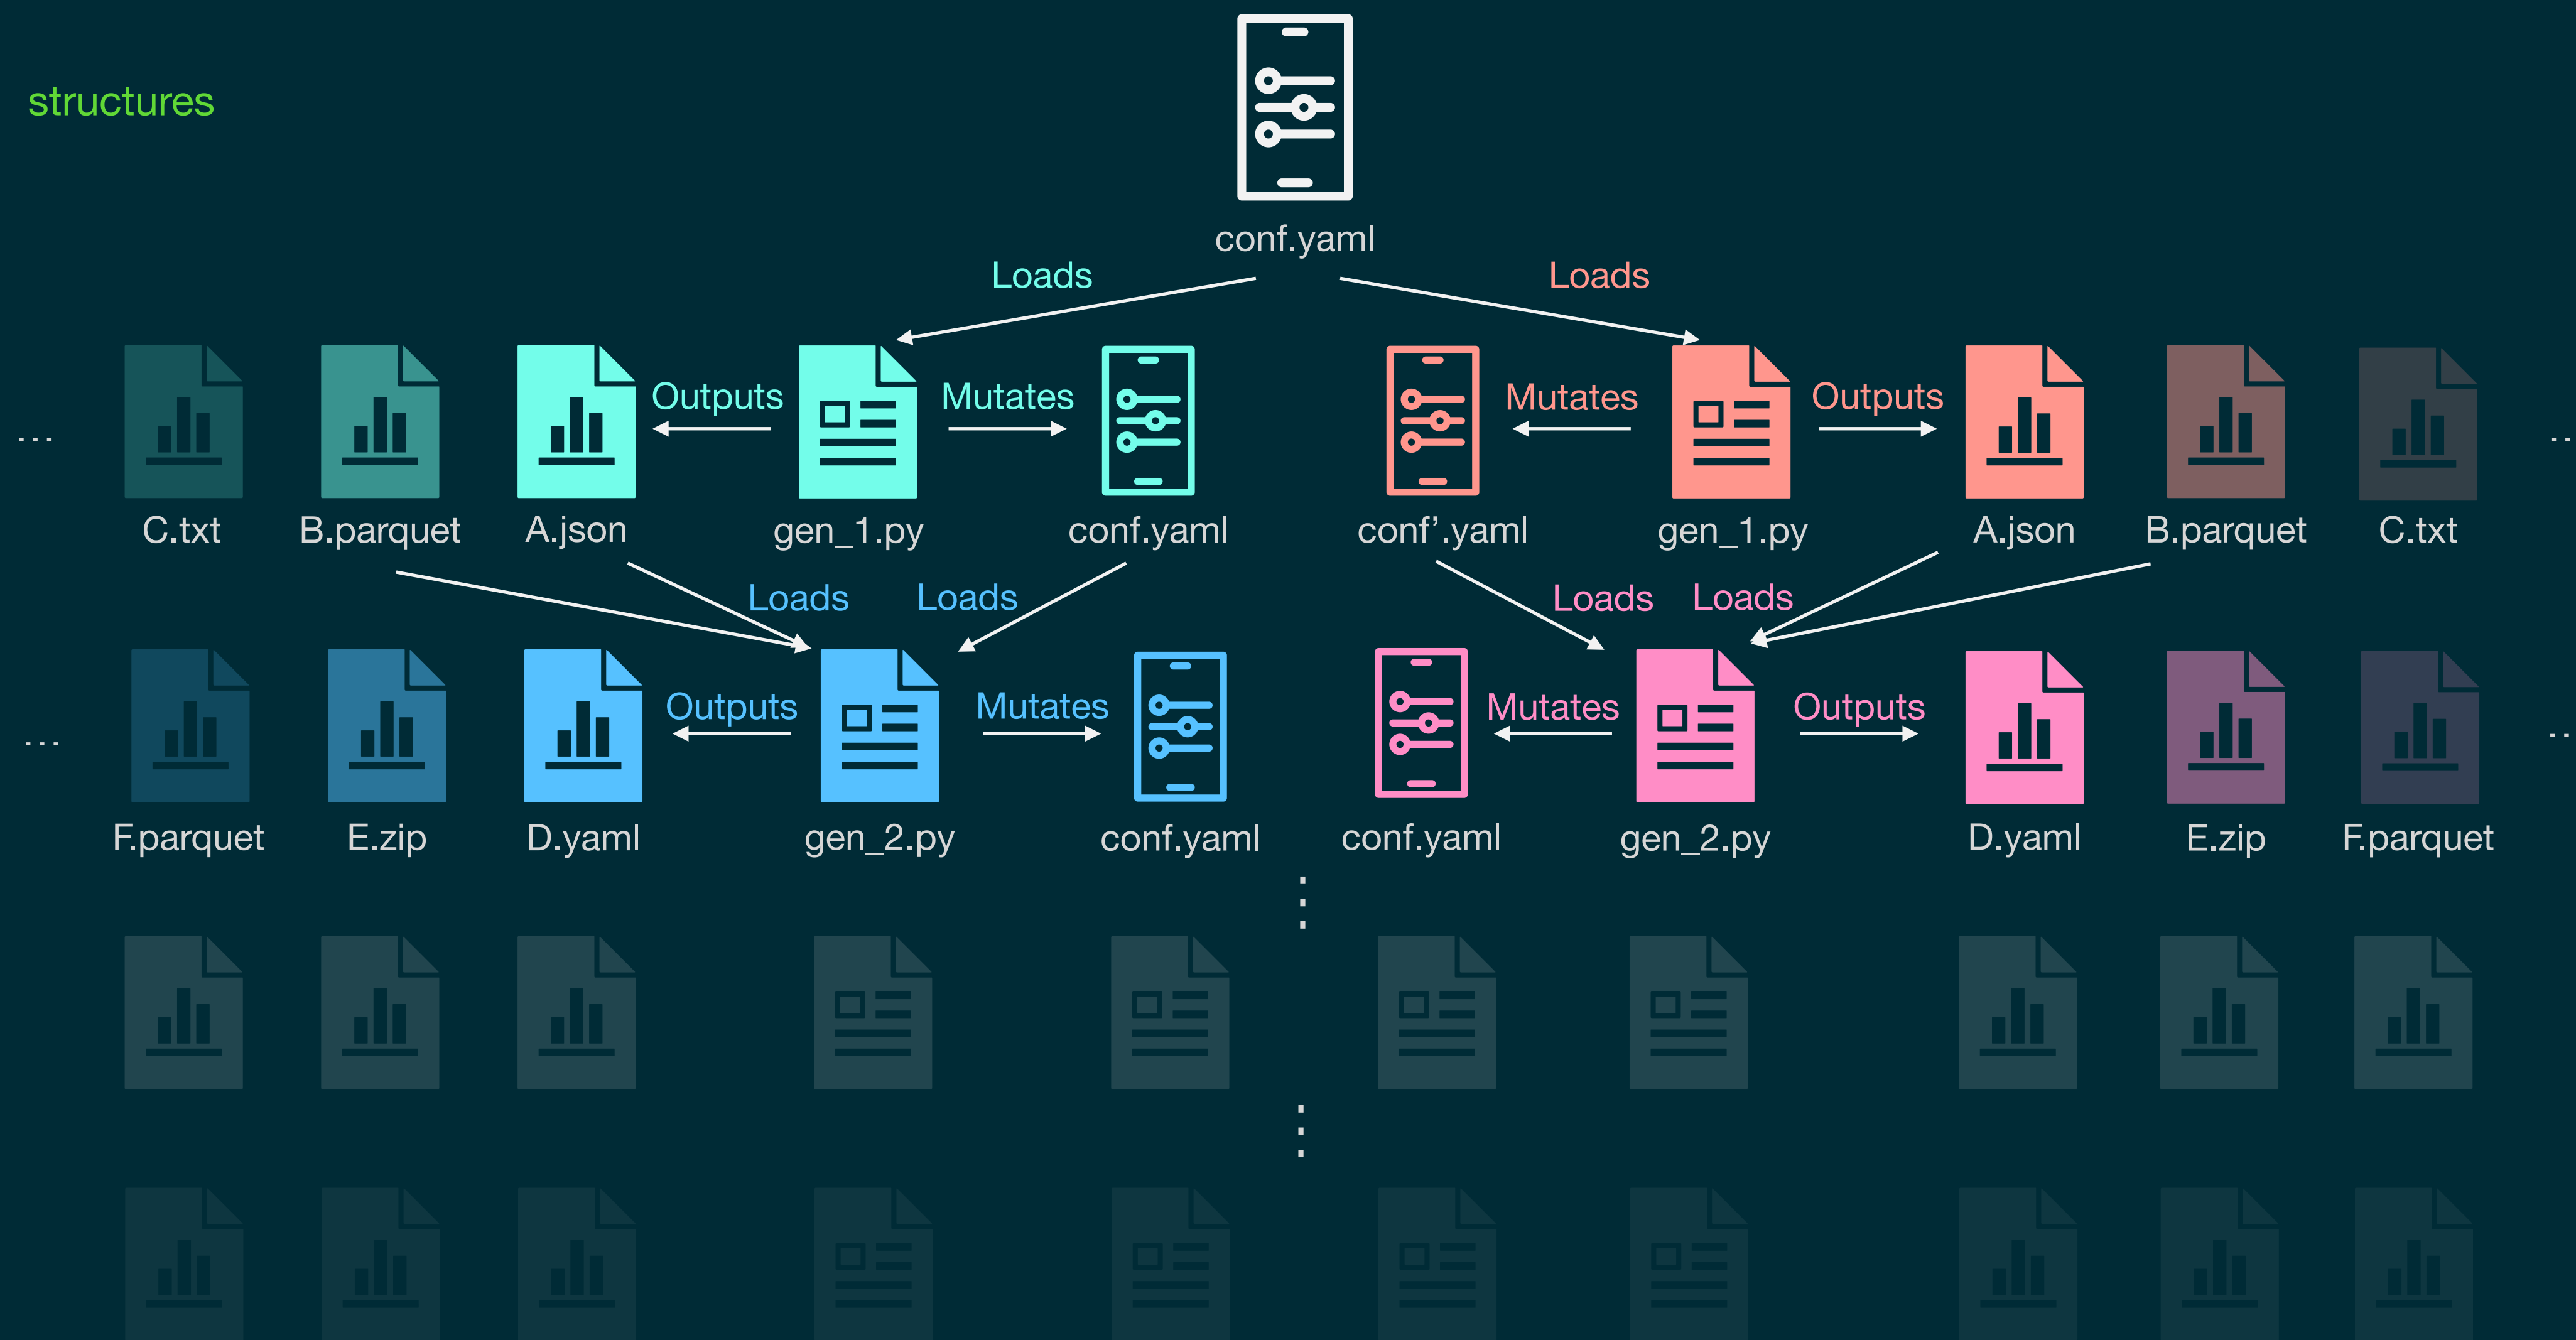 structures
conf.yaml
Loads
Loads
Outputs
Mutates
Mutates
Outputs
...
...
C.txt
B.parquet
A.json
gen_1.py
conf.yaml
conf’.yaml
gen_1.py
A.json
B.parquet
C.txt
Loads
Loads
Loads
Loads
Outputs
Mutates
Mutates
Outputs
...
...
F.parquet
E.zip
D.yaml
gen_2.py
conf.yaml
conf.yaml
gen_2.py
D.yaml
E.zip
F.parquet